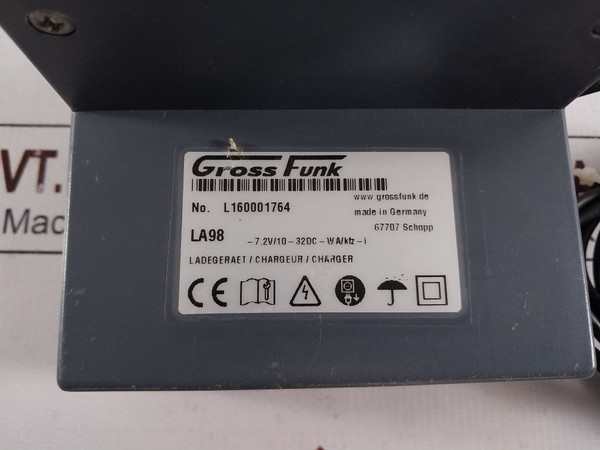 Gross Funk
www.grossfunk.de
No. L160001764
made in Germany
67707 Schopp
LA98 – 7.2V/10 – 32DC – WA/kfz – i
LADEGERAET / CHARGEUR / CHARGER
CE
VT.
Mac